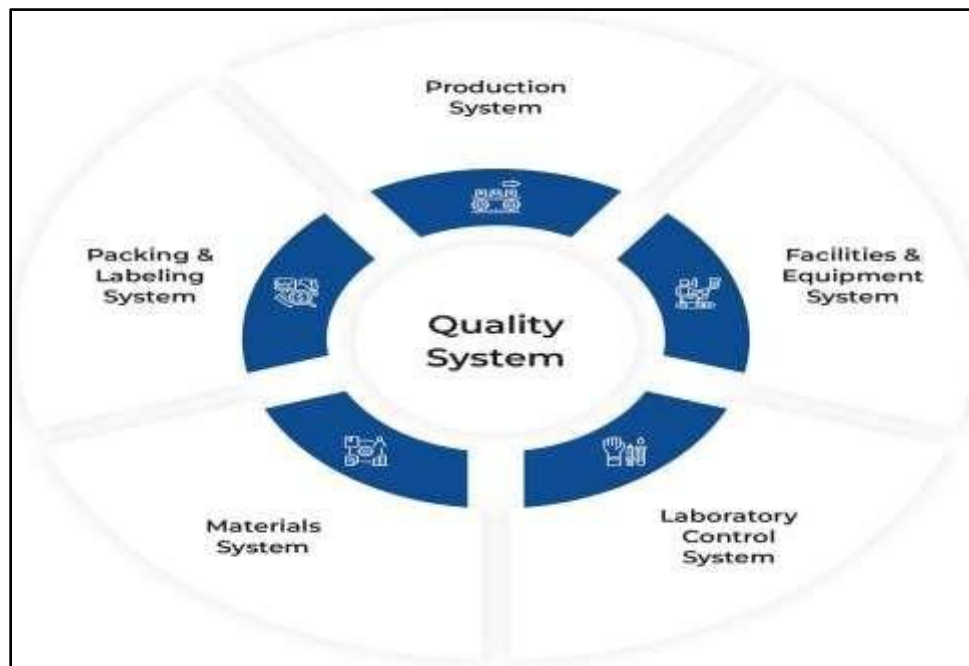 Production
System
Packing &
Labeling
System
Facilities &
Equipment
System
Quality
System
Materials
System
Laboratory
Control
System